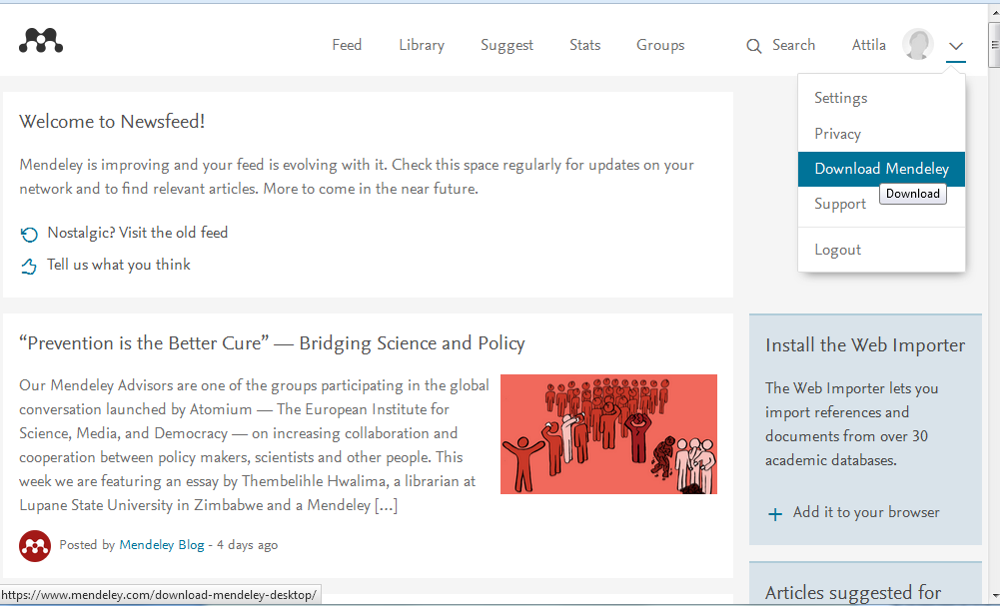 Feed Library Suggest Stats Groups Search Attila
Settings
Privacy
Download Mendeley
Download
Support
Logout
Welcome to Newsfeed!
Mendeley is improving and your feed is evolving with it. Check this space regularly for updates on your
network and to find relevant articles. More to come in the near future.
Nostalgic? Visit the old feed
Tell us what you think
“Prevention is the Better Cure” — Bridging Science and Policy
Our Mendeley Advisors are one of the groups participating in the global
conversation launched by Atomium — The European Institute for
Science, Media, and Democracy — on increasing collaboration and
cooperation between policy makers, scientists and other people. This
week we are featuring an essay by Thembelihle Hwalima, a librarian at
Lupane State University in Zimbabwe and a Mendeley [...]
Posted by Mendeley Blog - 4 days ago
Install the Web Importer
The Web Importer lets you
import references and
documents from over 30
academic databases.
Add it to your browser
Articles suggested for
https://www.mendeley.com/download-mendeley-desktop/